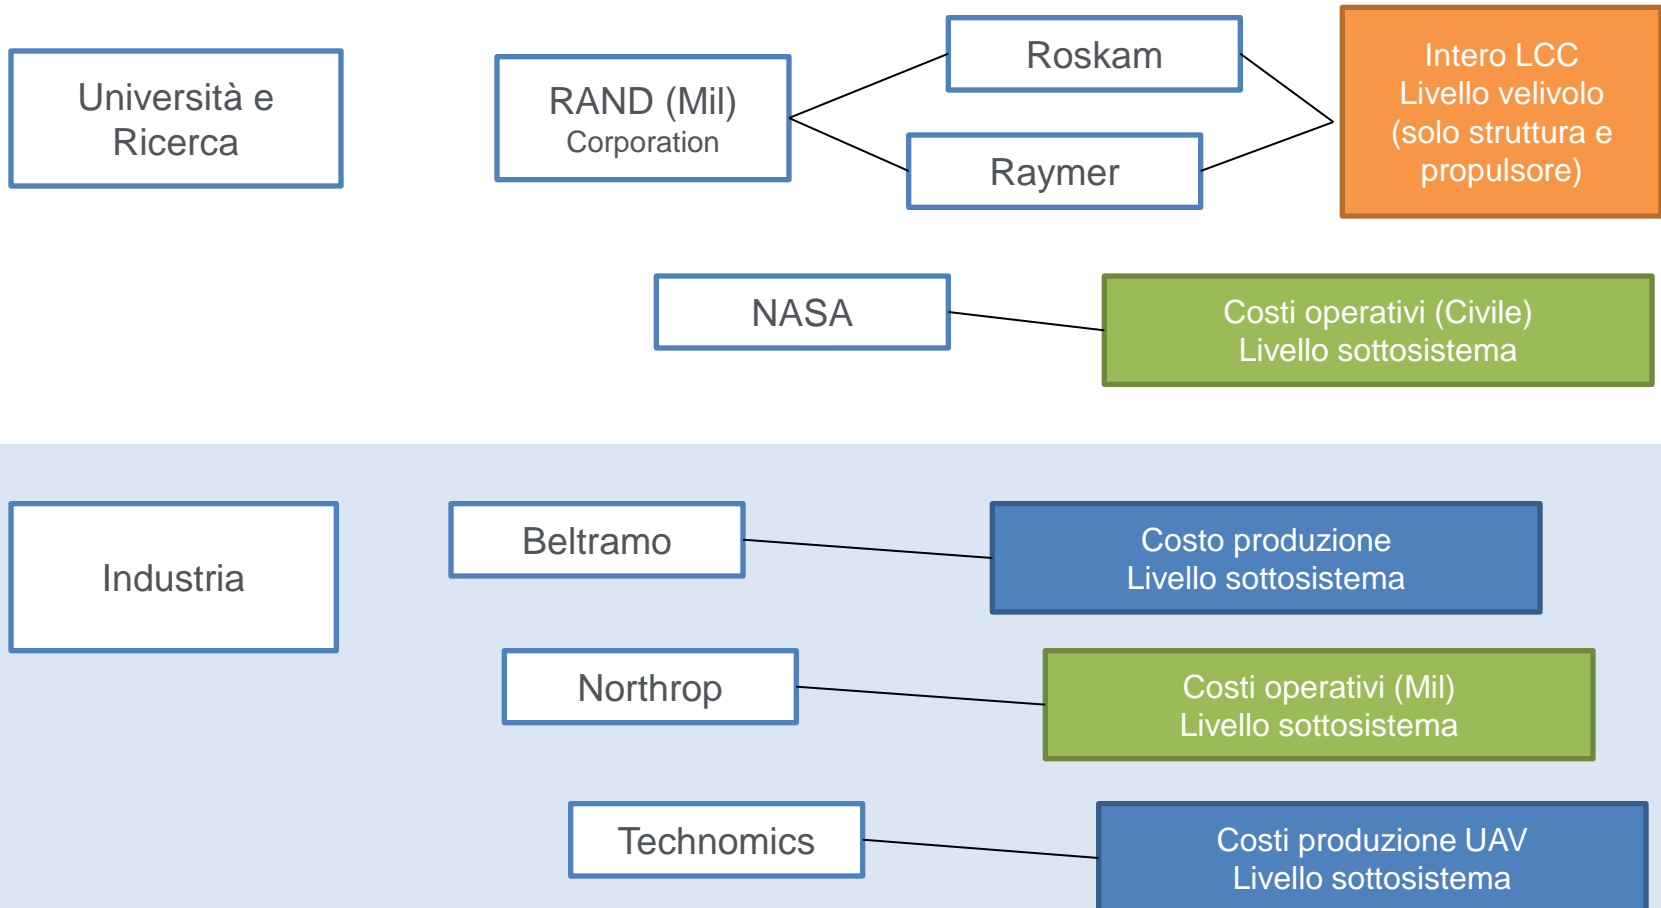 Università e
Ricerca
RAND (Mil)
Corporation
Roskam
Raymer
Intero LCC
Livello velivolo
(solo struttura e
propulsore)
NASA
Costi operativi (Civile)
Livello sottosistema
Industria
Beltramo
Costo produzione
Livello sottosistema
Northrop
Costi operativi (Mil)
Livello sottosistema
Technomics
Costi produzione UAV
Livello sottosistema